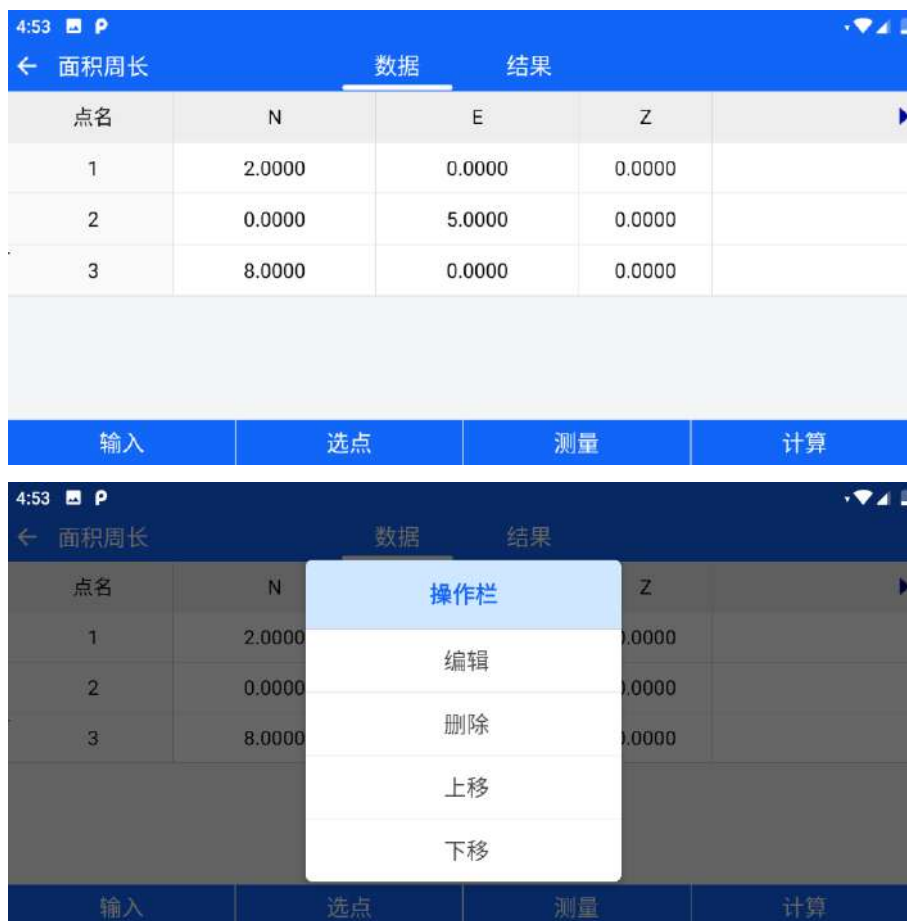 4:53
面积周长 数据 结果
点名 N E Z
1 2.0000 0.0000 0.0000
2 0.0000 5.0000 0.0000
3 8.0000 0.0000 0.0000
输入 选点 测量 计算
4:53
面积周长 数据 结果
点名 N 操作栏 Z
1 2.0000 .0000
编辑
2 0.0000 .0000
删除
3 8.0000 .0000
上移
下移
输入 选点 测量 计算